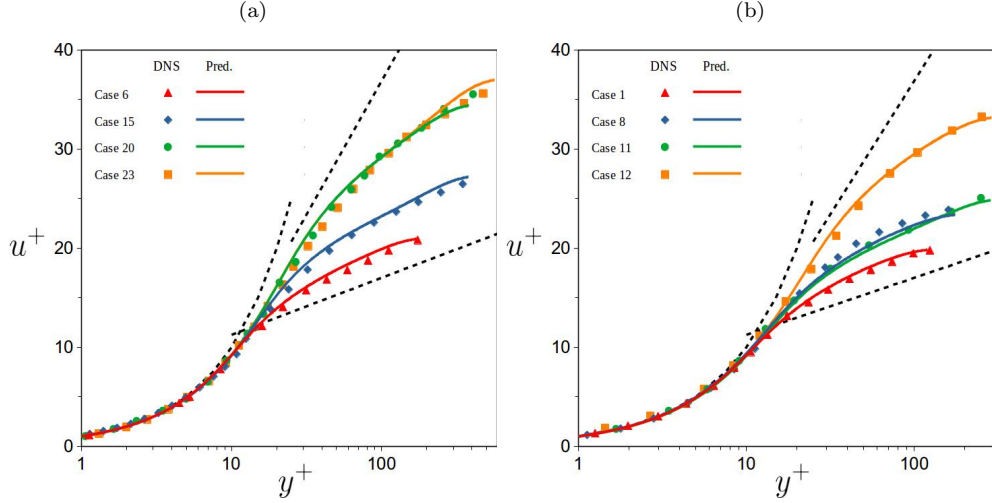 (a)
40
30
20
10
0
1
10
100
u+
y+
DNS Pred.
Case 6
Case 15
Case 20
Case 23
(b)
40
30
20
10
0
1
10
100
u+
y+
DNS Pred.
Case 1
Case 8
Case 11
Case 12